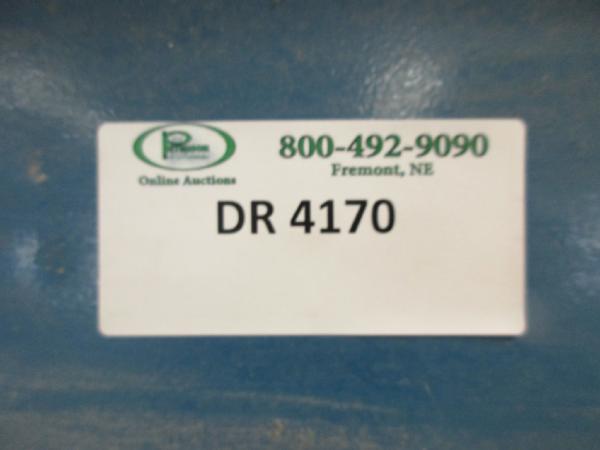 800-492-9090
Fremont, NE
Online Auctions
DR 4170